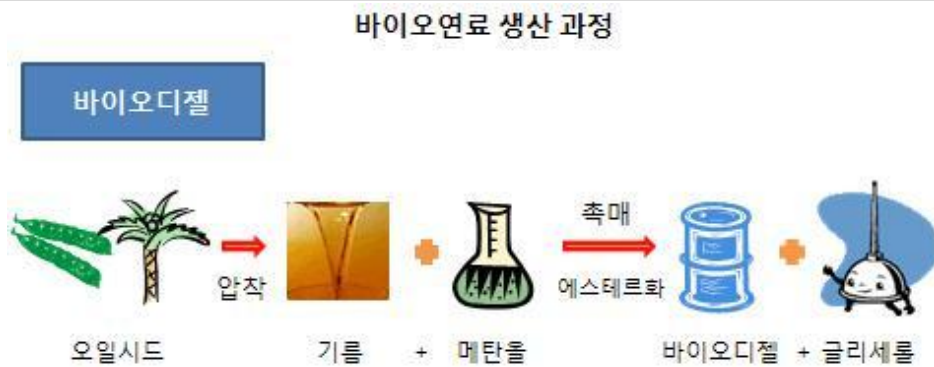 바이오연료 생산 과정
바이오디젤
촉매
압착
에스테르화
오일시드 기름 + 메탄올 바이오디젤 + 글리세롤